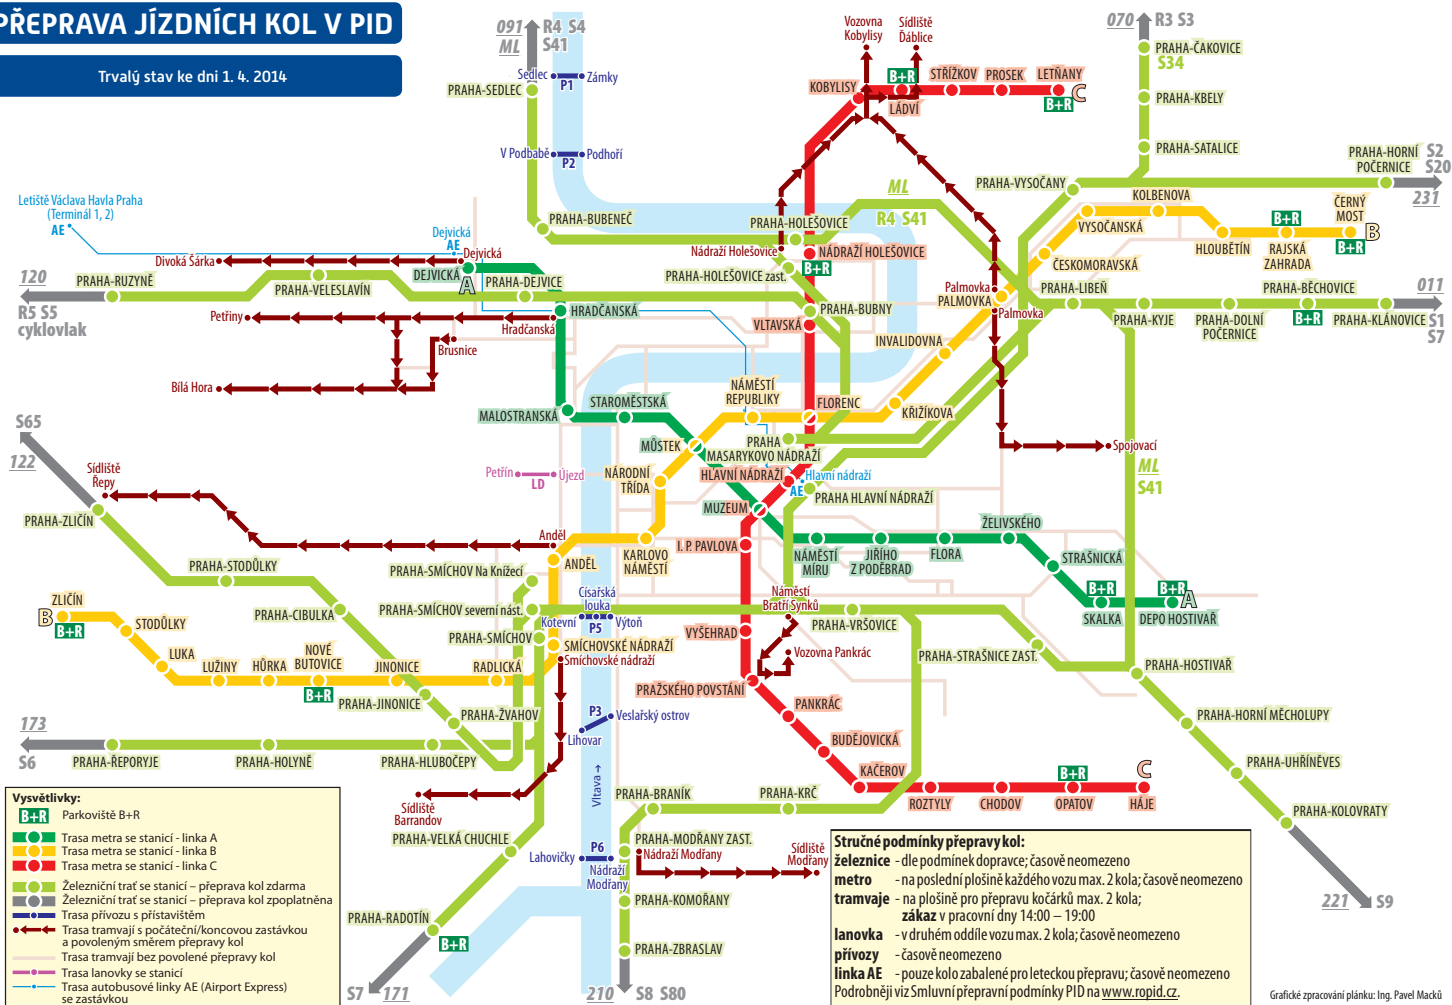 PŘEPRAVA JÍZDNÍCH KOL V PID
Trvalý stav ke dni 1. 4. 2014
091
ML
R4 S4
S41
PRAHA-SEDLEC
Sedlec
Zámky
P1
V Podbabě
Podhoří
P2
Vozovna
Kobylisy
Sídliště
Ďáblice
KOBYLISY
B+R
LÁDVÍ
STŘÍŽKOV
PROSEK
LETŇANY
B+R
C
070
R3 S3
PRAHA-ČAKOVICE
S34
PRAHA-KBELY
PRAHA-SATALICE
PRAHA-HORNÍ
POČERNICE
S2
S20
231
PRAHA-VYSOČANY
KOLBENOVA
VYSOČANSKÁ
HLOUBĚTÍN
B+R
RAJSKÁ
ZAHRADA
ČERNÝ
MOST
B+R
B
ČESKOMORAVSKÁ
Letiště Václava Havla Praha
(Terminál 1, 2)
AE
Dejvická
AE
Dejvická
Divoká Šárka
DEJVICKÁ
A
PRAHA-BUBENEČ
ML
R4 S41
PRAHA-HOLEŠOVICE
Nádraží Holešovice
NÁDRAŽÍ HOLEŠOVICE
B+R
PRAHA-HOLEŠOVICE zast.
120
R5 S5
cyklovlak
PRAHA-RUZYNĚ
PRAHA-VELESLAVÍN
PRAHA-DEJVICE
HRADČANSKÁ
Hradčanská
Petřiny
Brusnice
Bílá Hora
PRAHA-BUBNY
VLTAVSKÁ
Palmovka
PALMOVKA
Palmovka
INVALIDOVNA
PRAHA-LIBEŇ
PRAHA-KYJE
PRAHA-DOLNÍ
POČERNICE
PRAHA-BĚCHOVICE
B+R
PRAHA-KLÁNOVICE
011
S1
S7
MALOSTRANSKÁ
STAROMĚSTSKÁ
NÁMĚSTÍ
REPUBLIKY
FLORENC
KŘIŽÍKOVA
MŮSTEK
PRAHA
MASARYKOVO NÁDRAŽÍ
HLAVNÍ NÁDRAŽÍ
Hlavní nádraží
AE
PRAHA HLAVNÍ NÁDRAŽÍ
Spojovací
ML
S41
S65
122
Sídliště
Řepy
PRAHA-ZLIČÍN
Petřín
LD
Újezd
NÁRODNÍ
TŘÍDA
MUZEUM
Anděl
ANDĚL
KARLOVO
NÁMĚSTÍ
I. P. PAVLOVA
NÁMĚSTÍ
MÍRU
JIŘÍHO
Z PODĚBRAD
FLORA
ŽELIVSKÉHO
STRAŠNICKÁ
B+R
SKALKA
B+R
DEPO HOSTIVAŘ
A
PRAHA-STODŮLKY
PRAHA-SMÍCHOV Na Knížecí
PRAHA-CIBULKA
PRAHA-SMÍCHOV severní nást.
Císařská
louka
Kotevní
P5
Výtoň
Náměstí
Bratří Synků
PRAHA-VRŠOVICE
ZLIČÍN
B
B+R
STODŮLKY
LUKA
LUŽINY
HŮRKA
NOVÉ
BUTOVICE
B+R
JINONICE
RADLICKÁ
PRAHA-SMÍCHOV
SMÍCHOVSKÉ NÁDRAŽÍ
Smíchovské nádraží
VYŠEHRAD
Vozovna Pankrác
PRAHA-STRAŠNICE ZAST.
PRAHA-HOSTIVAŘ
PRAŽSKÉHO POVSTÁNÍ
PRAHA-JINONICE
PRAHA-ŽVAHOV
P3
Veslařský ostrov
Lihovar
PANKRÁC
PRAHA-HORNÍ MĚCHOLUPY
173
S6
PRAHA-ŘEPORYJE
PRAHA-HOLYNĚ
PRAHA-HLUBOČEPY
BUDĚJOVICKÁ
KAČEROV
ROZTYLY
CHODOV
B+R
OPATOV
C
HÁJE
PRAHA-UHŘÍNĚVES
PRAHA-KOLOVRATY
221
S9
Vltava →
Sídliště
Barrandov
PRAHA-BRANÍK
PRAHA-KRČ
PRAHA-VELKÁ CHUCHLE
PRAHA-MODŘANY ZAST.
Nádraží Modřany
Sídliště
Modřany
Lahovičky
P6
Nádraží
Modřany
PRAHA-KOMOŘANY
PRAHA-RADOTÍN
B+R
PRAHA-ZBRASLAV
S7
171
210
S8 S80
Vysvětlivky:
B+R Parkoviště B+R
Trasa metra se stanicí - linka A
Trasa metra se stanicí - linka B
Trasa metra se stanicí - linka C
Železniční trať se stanicí – přeprava kol zdarma
Železniční trať se stanicí – přeprava kol zpoplatněna
Trasa přívozu s přístavištěm
Trasa tramvají s počáteční/koncovou zastávkou
a povoleným směrem přepravy kol
Trasa tramvají bez povolené přepravy kol
Trasa lanovky se stanicí
Trasa autobusové linky AE (Airport Express)
se zastávkou
Stručné podmínky přepravy kol:
železnice - dle podmínek dopravce; časově neomezeno
metro - na poslední plošině každého vozu max. 2 kola; časově neomezeno
tramvaje - na plošině pro přepravu kočárků max. 2 kola;
zákaz v pracovní dny 14:00 – 19:00
lanovka - v druhém oddíle vozu max. 2 kola; časově neomezeno
přívozy - časově neomezeno
linka AE - pouze kolo zabalené pro leteckou přepravu; časově neomezeno
Podrobněji viz Smluvní přepravní podmínky PID na www.ropid.cz.
Grafické zpracování plánku: Ing. Pavel Macků